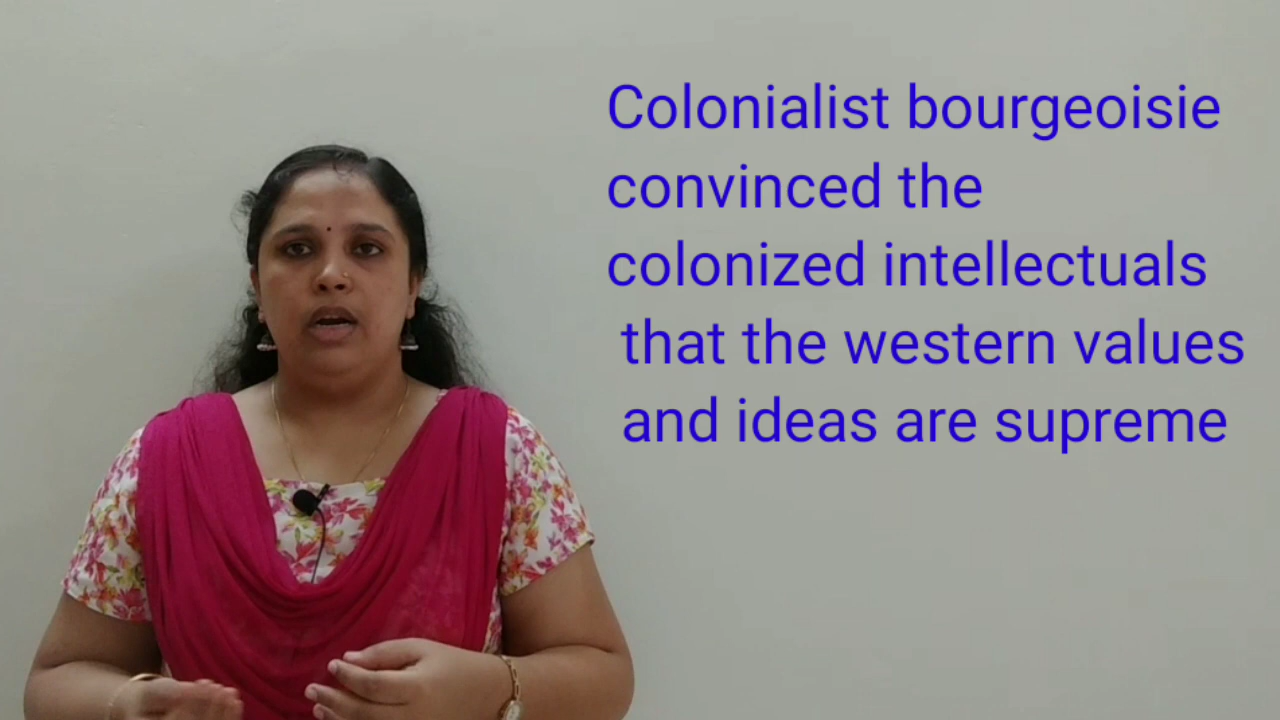 Colonialist bourgeoisie
convinced the
colonized intellectuals
that the western values
and ideas are supreme